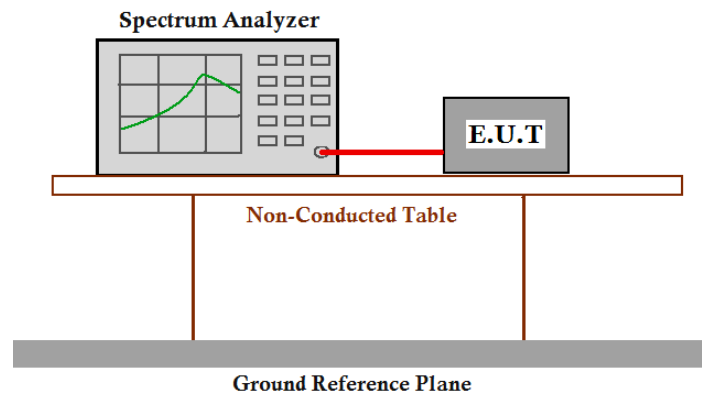 Spectrum Analyzer
E.U.T
Non-Conducted Table
Ground Reference Plane